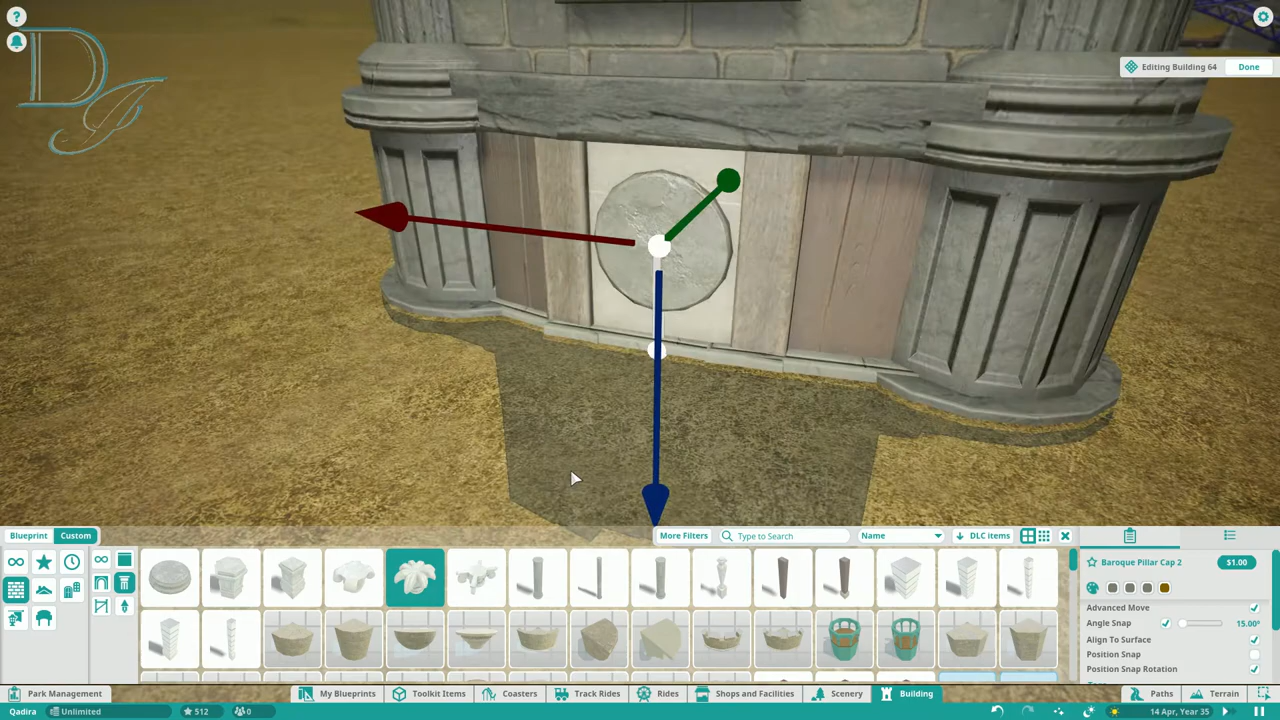 ?
DJ
Editing Building 64
Done
Blueprint
Custom
More Filters
Type to Search
Name
DLC items
Baroque Pillar Cap 2
$1.00
Advanced Move
Angle Snap
15.00°
Align To Surface
Position Snap
Position Snap Rotation
Park Management
My Blueprints
Toolkit Items
Coasters
Track Rides
Rides
Shops and Facilities
Scenery
Building
Paths
Terrain
Qadira
Unlimited
512
0
14 Apr, Year 35